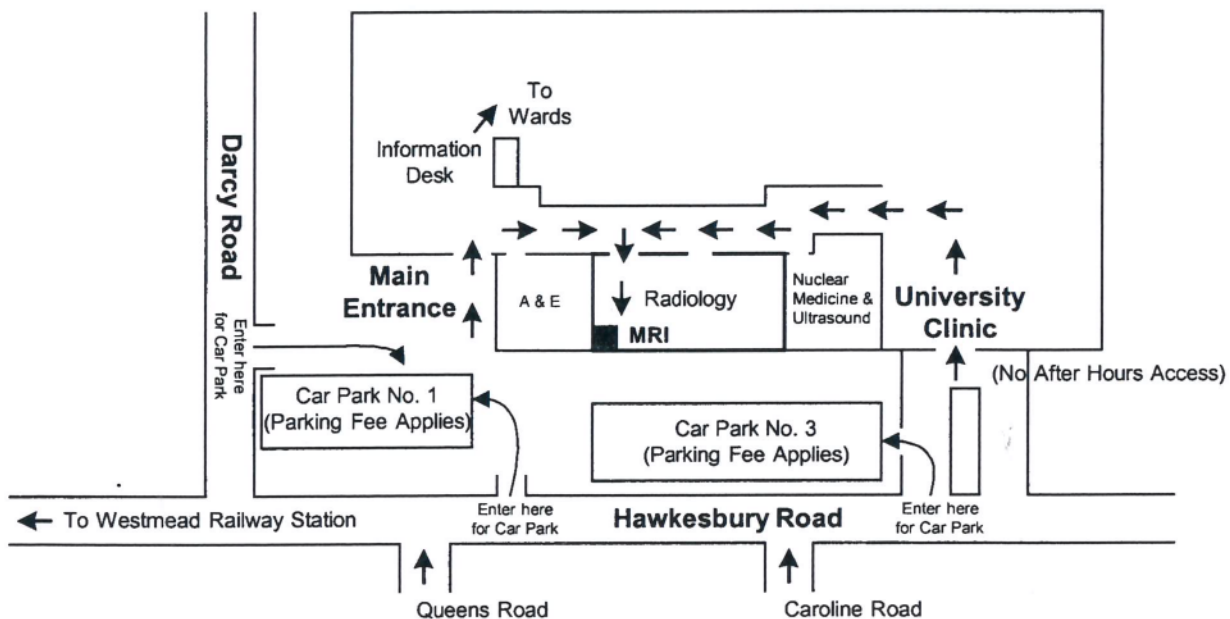 To
Wards
Information
Desk
Darcy Road
Main
Entrance
A & E
Radiology
MRI
Nuclear
Medicine &
Ultrasound
University
Clinic
(No After Hours Access)
Enter here
for Car Park
Car Park No. 1
(Parking Fee Applies)
Car Park No. 3
(Parking Fee Applies)
To Westmead Railway Station
Enter here
for Car Park
Hawkesbury Road
Enter here
for Car Park
Queens Road
Caroline Road